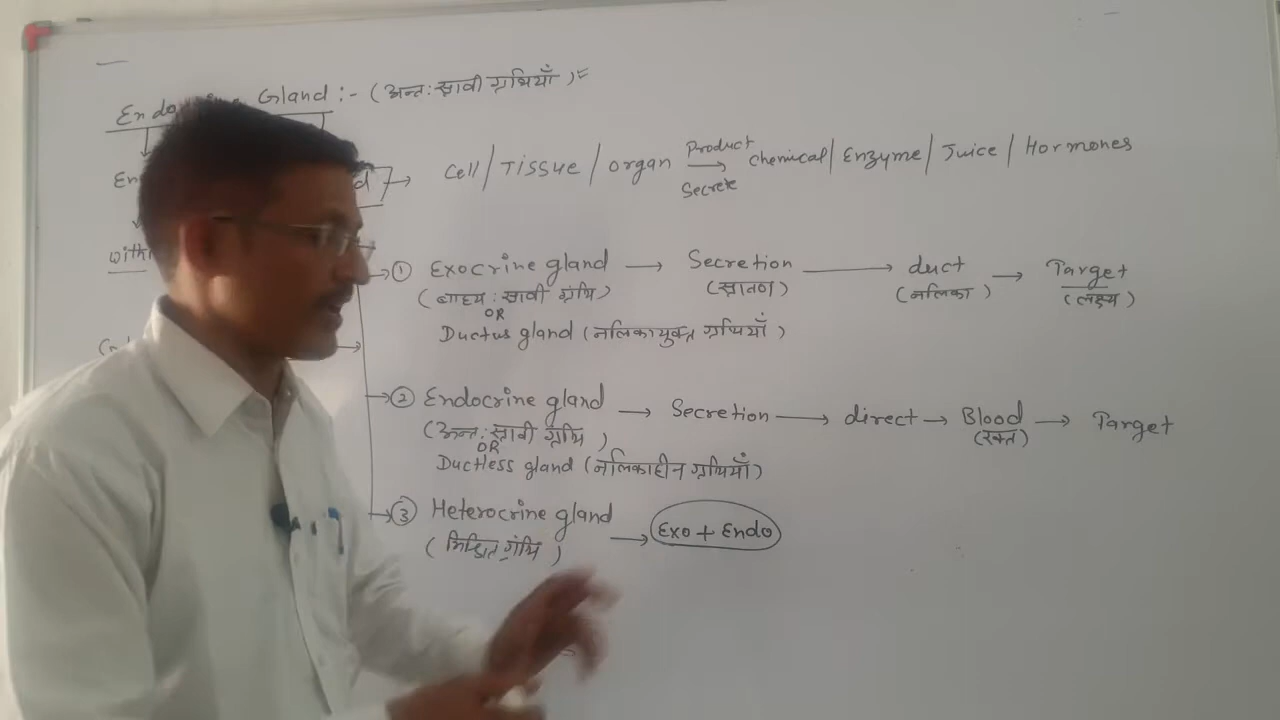 Endocrine Gland :- (अन्त: स्रावी ग्रंथियाँ) =
Cell / Tissue / organ Product Secrete → Chemical / Enzyme / Juice / Hormones
① Exocrine gland → Secretion → duct → Target
(बाह्य: स्रावी ग्रंथि) (स्रावण) (नलिका) (लक्ष्य)
OR
Ductus gland (नलिकायुक्त ग्रंथियाँ)
② Endocrine gland → Secretion → direct → Blood → Target
(अन्त: स्रावी ग्रंथि) (रक्त)
OR
Ductless gland (नलिकाहीन ग्रंथियाँ)
③ Heterocrine gland → Exo + Endo
(मिश्रित ग्रंथि)